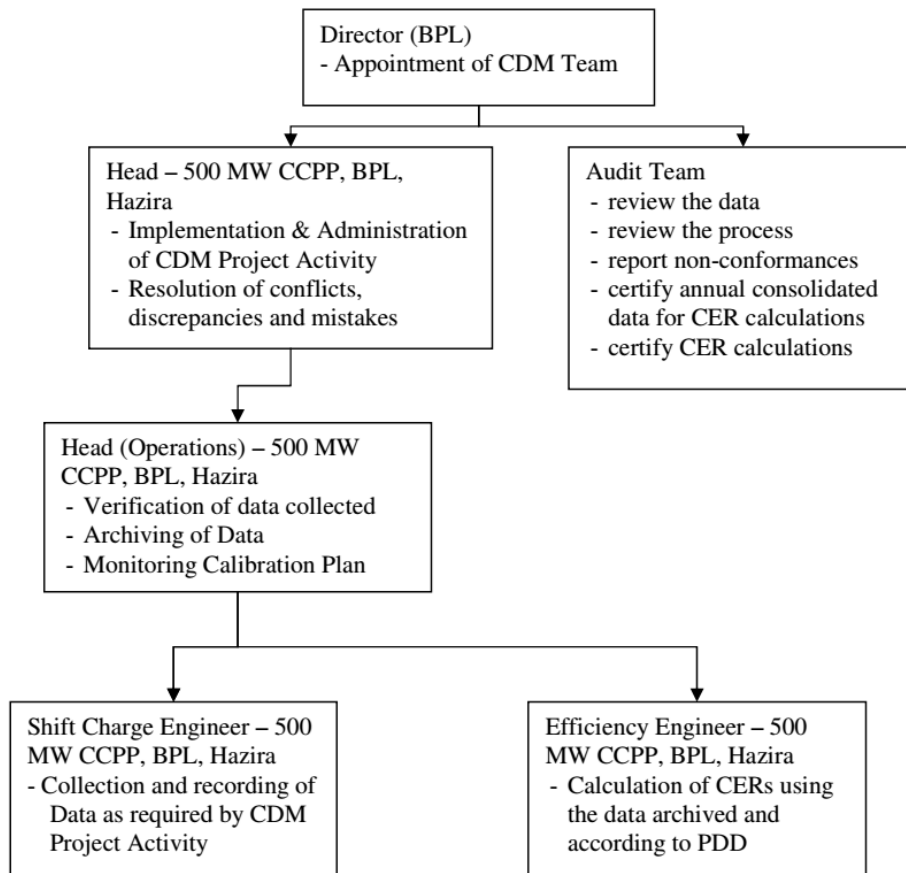 Director (BPL)
- Appointment of CDM Team
Head – 500 MW CCPP, BPL,
Hazira
- Implementation & Administration
of CDM Project Activity
- Resolution of conflicts,
discrepancies and mistakes
Audit Team
- review the data
- review the process
- report non-conformances
- certify annual consolidated
data for CER calculations
- certify CER calculations
Head (Operations) – 500 MW
CCPP, BPL, Hazira
- Verification of data collected
- Archiving of Data
- Monitoring Calibration Plan
Shift Charge Engineer – 500
MW CCPP, BPL, Hazira
- Collection and recording of
Data as required by CDM
Project Activity
Efficiency Engineer – 500
MW CCPP, BPL, Hazira
- Calculation of CERs using
the data archived and
according to PDD